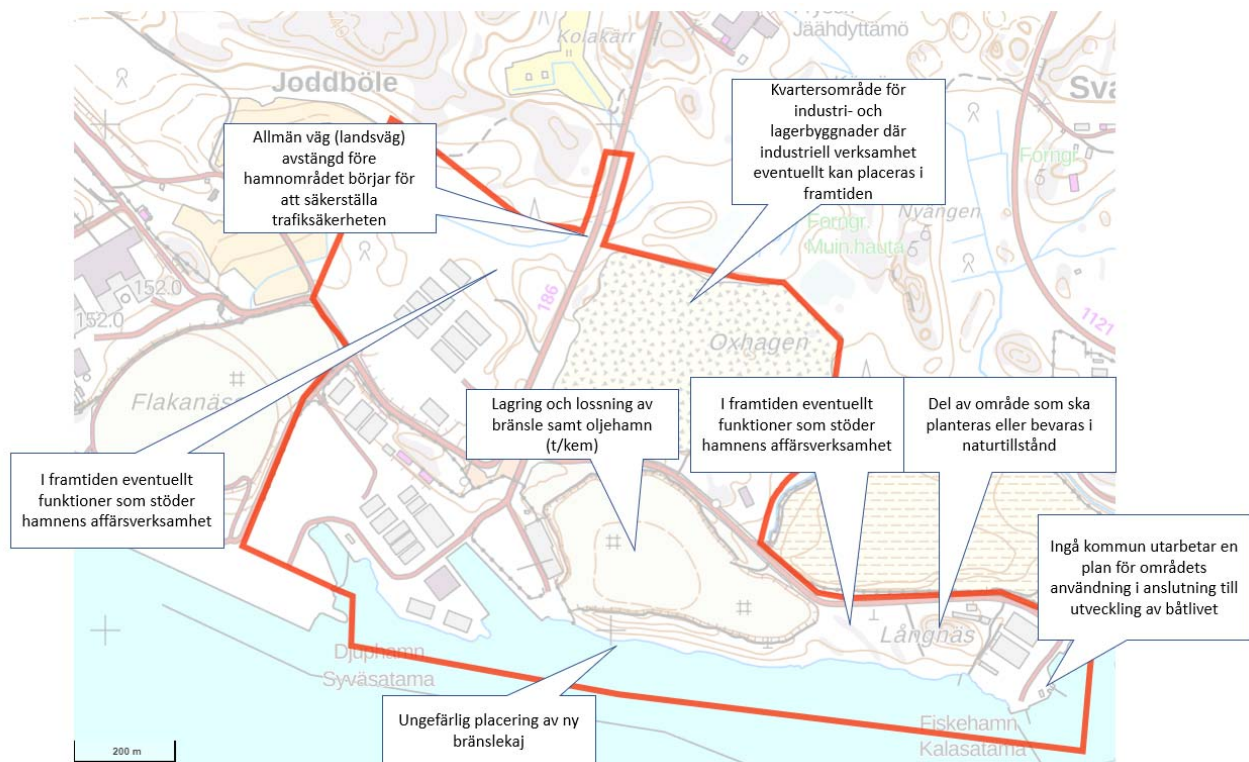 Kolakärr
Jäähdyttämö
Joddböle
Sva
Allmän väg (landsväg)
avstängd före
hamnområdet börjar för
att säkerställa
trafiksäkerheten
Kvartersområde för
industri- och
lagerbyggnader där
industriell verksamhet
eventuellt kan placeras i
framtiden
Forngr.
Nyängen
Forngr.
Muin.hauta
152.0
152.0
186
1121
Oxhagen
Flakanäs
Lagring och lossning av
bränsle samt oljehamn
(t/kem)
I framtiden eventuellt
funktioner som stöder
hamnens affärsverksamhet
Del av område som ska
planteras eller bevaras i
naturtillstånd
I framtiden eventuellt
funktioner som stöder
hamnens affärsverksamhet
Ingå kommun utarbetar en
plan för områdets
användning i anslutning till
utveckling av båtlivet
Långnäs
Djuphamn
Syväsatama
Ungefärlig placering av ny
bränslekaj
Fiskehamn
Kalasatama
200 m